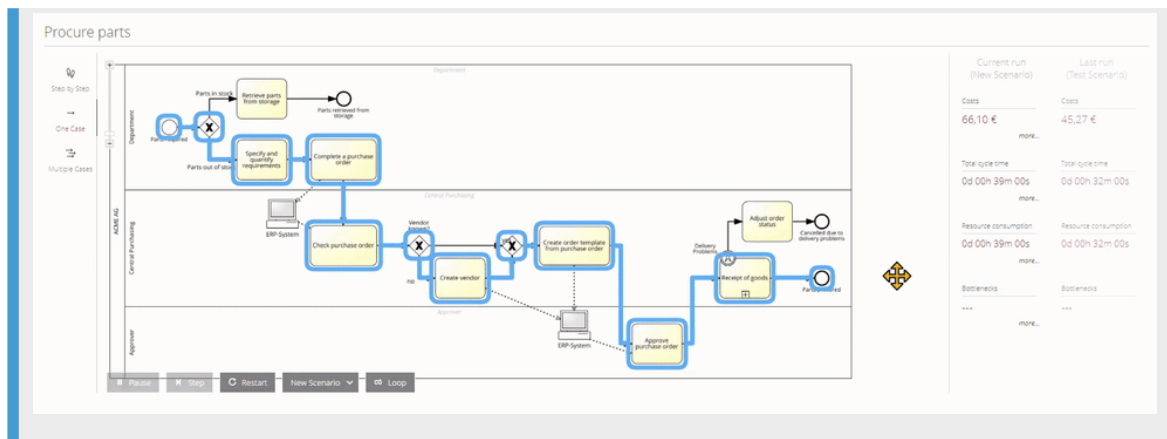 Procure parts
Step by Step
One Case
Multiple Cases
ACME AG
Department
Department
Parts in stock
Retrieve parts
from storage
Parts retrieved from
storage
Parts out of
Specify and
quantify
requirements
Complete a purchase
order
Central Purchasing
Central Purchasing
ERP-System
Check purchase order
Vendor
no
Create vendor
Create order template
from purchase order
Delivery
Problems
Adjust order
status
Cancelled due to
delivery problems
Receipt of goods
Approver
Approver
ERP-System
Approve
purchase order
Pause
Step
Restart
New Scenario
Loop
Current run
(New Scenario)
Last run
(Test Scenario)
Costs
Costs
66,10 €
45,27 €
more...
Total cycle time
Total cycle time
0d 00h 39m 00s
0d 00h 32m 00s
more...
Resource consumption
Resource consumption
0d 00h 39m 00s
0d 00h 32m 00s
more...
Bottlenecks
Bottlenecks
---
---
more...